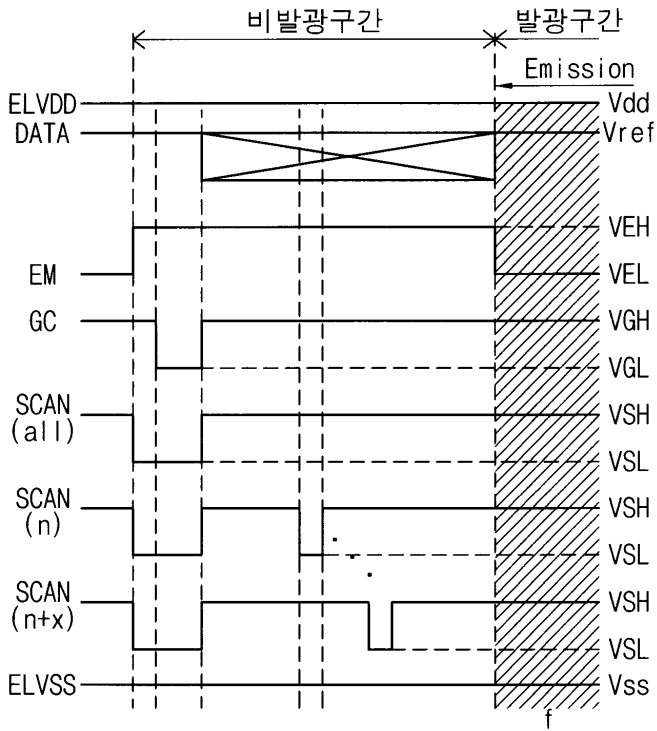 비발광구간 발광구간
Emission
ELVDD Vdd
DATA Vref
VEH
EM VEL
GC VGH
VGL
SCAN
(all) VSH
VSL
SCAN
(n) VSH
VSL
SCAN
(n+x) VSH
VSL
ELVSS Vss
f